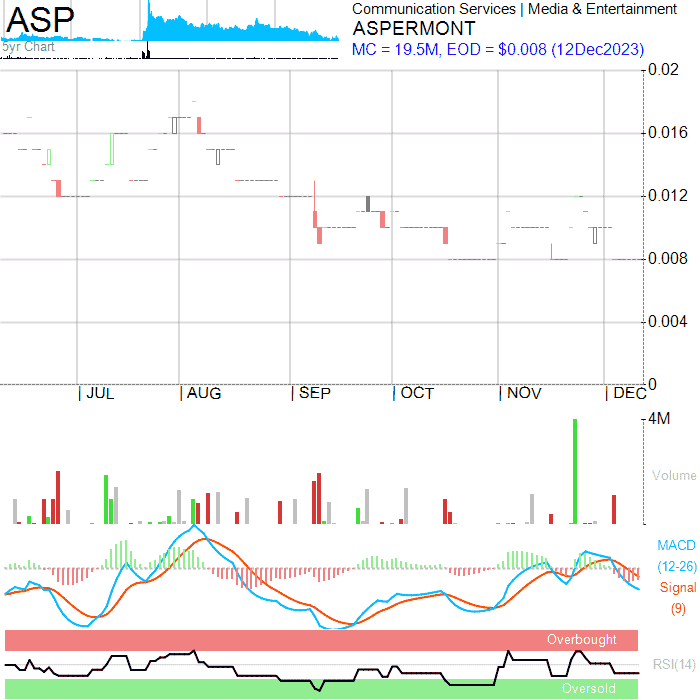 ASP
5yr Chart
Communication Services | Media & Entertainment
ASPERMONT
MC = 19.5M, EOD = $0.008 (12Dec2023)
0.02
0.016
0.012
0.008
0.004
0
| JUL | AUG | SEP | OCT | NOV | DEC
4M
Volume
MACD
(12-26)
Signal
(9)
Overbought
RSI(14)
Oversold